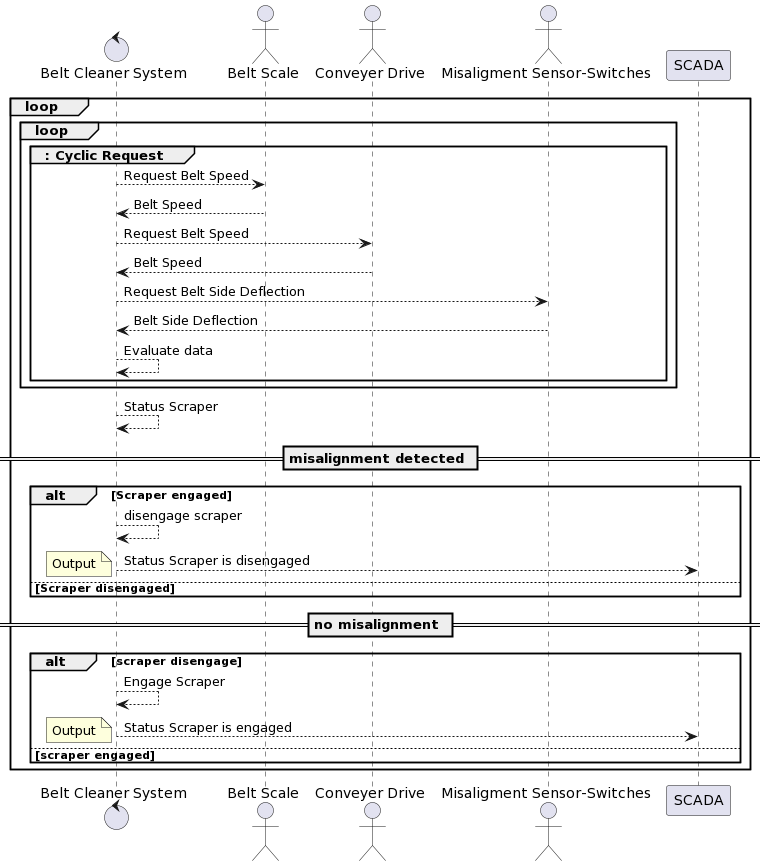 Belt Cleaner System
Belt Scale
Conveyer Drive
Misaligment Sensor-Switches
SCADA
loop
loop
: Cyclic Request
Request Belt Speed
Belt Speed
Request Belt Speed
Belt Speed
Request Belt Side Deflection
Belt Side Deflection
Evaluate data
Status Scraper
misalignment detected
alt [Scraper engaged]
disengage scraper
Output
Status Scraper is disengaged
[Scraper disengaged]
no misalignment
alt [scraper disengage]
Engage Scraper
Output
Status Scraper is engaged
[scraper engaged]
Belt Cleaner System
Belt Scale
Conveyer Drive
Misaligment Sensor-Switches
SCADA